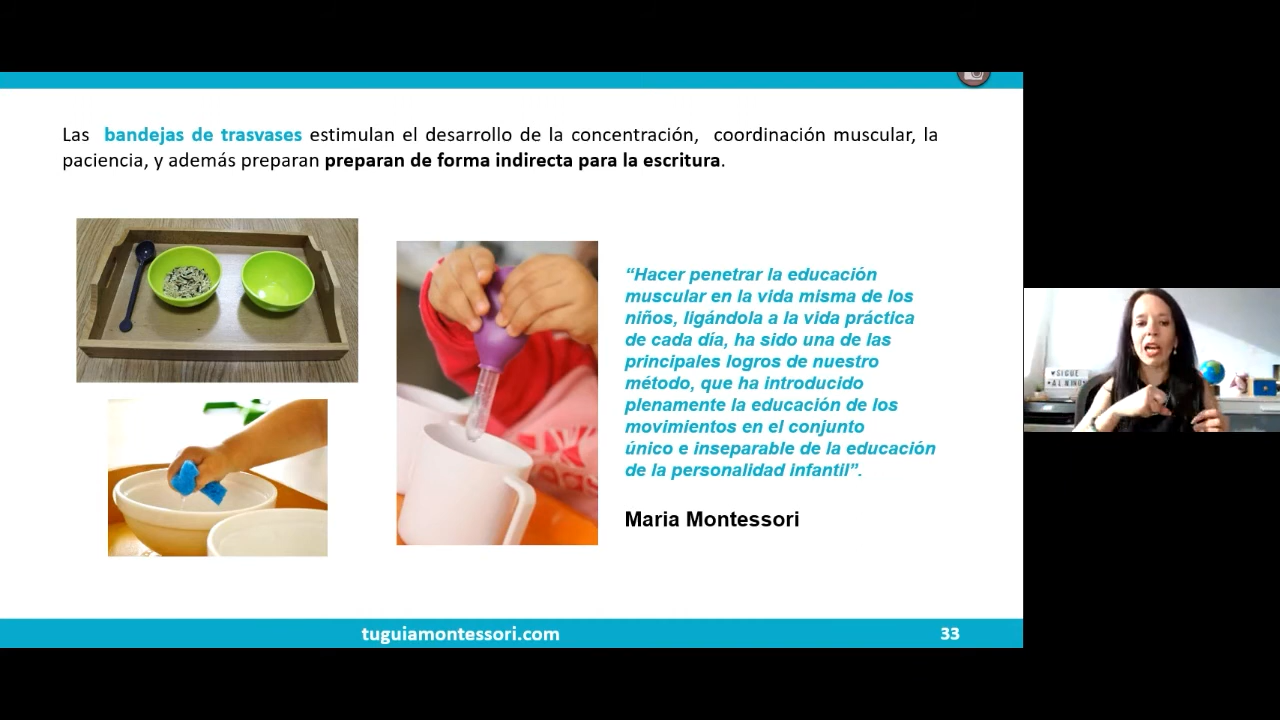 Las bandejas de trasvases estimulan el desarrollo de la concentración, coordinación muscular, la
paciencia, y además preparan preparan de forma indirecta para la escritura.
“Hacer penetrar la educación
muscular en la vida misma de los
niños, ligándola a la vida práctica
de cada día, ha sido una de las
principales logros de nuestro
método, que ha introducido
plenamente la educación de los
movimientos en el conjunto
único e inseparable de la educación
de la personalidad infantil”.
Maria Montessori
SIGUE
AL NIÑO
tuguiamontessori.com
33